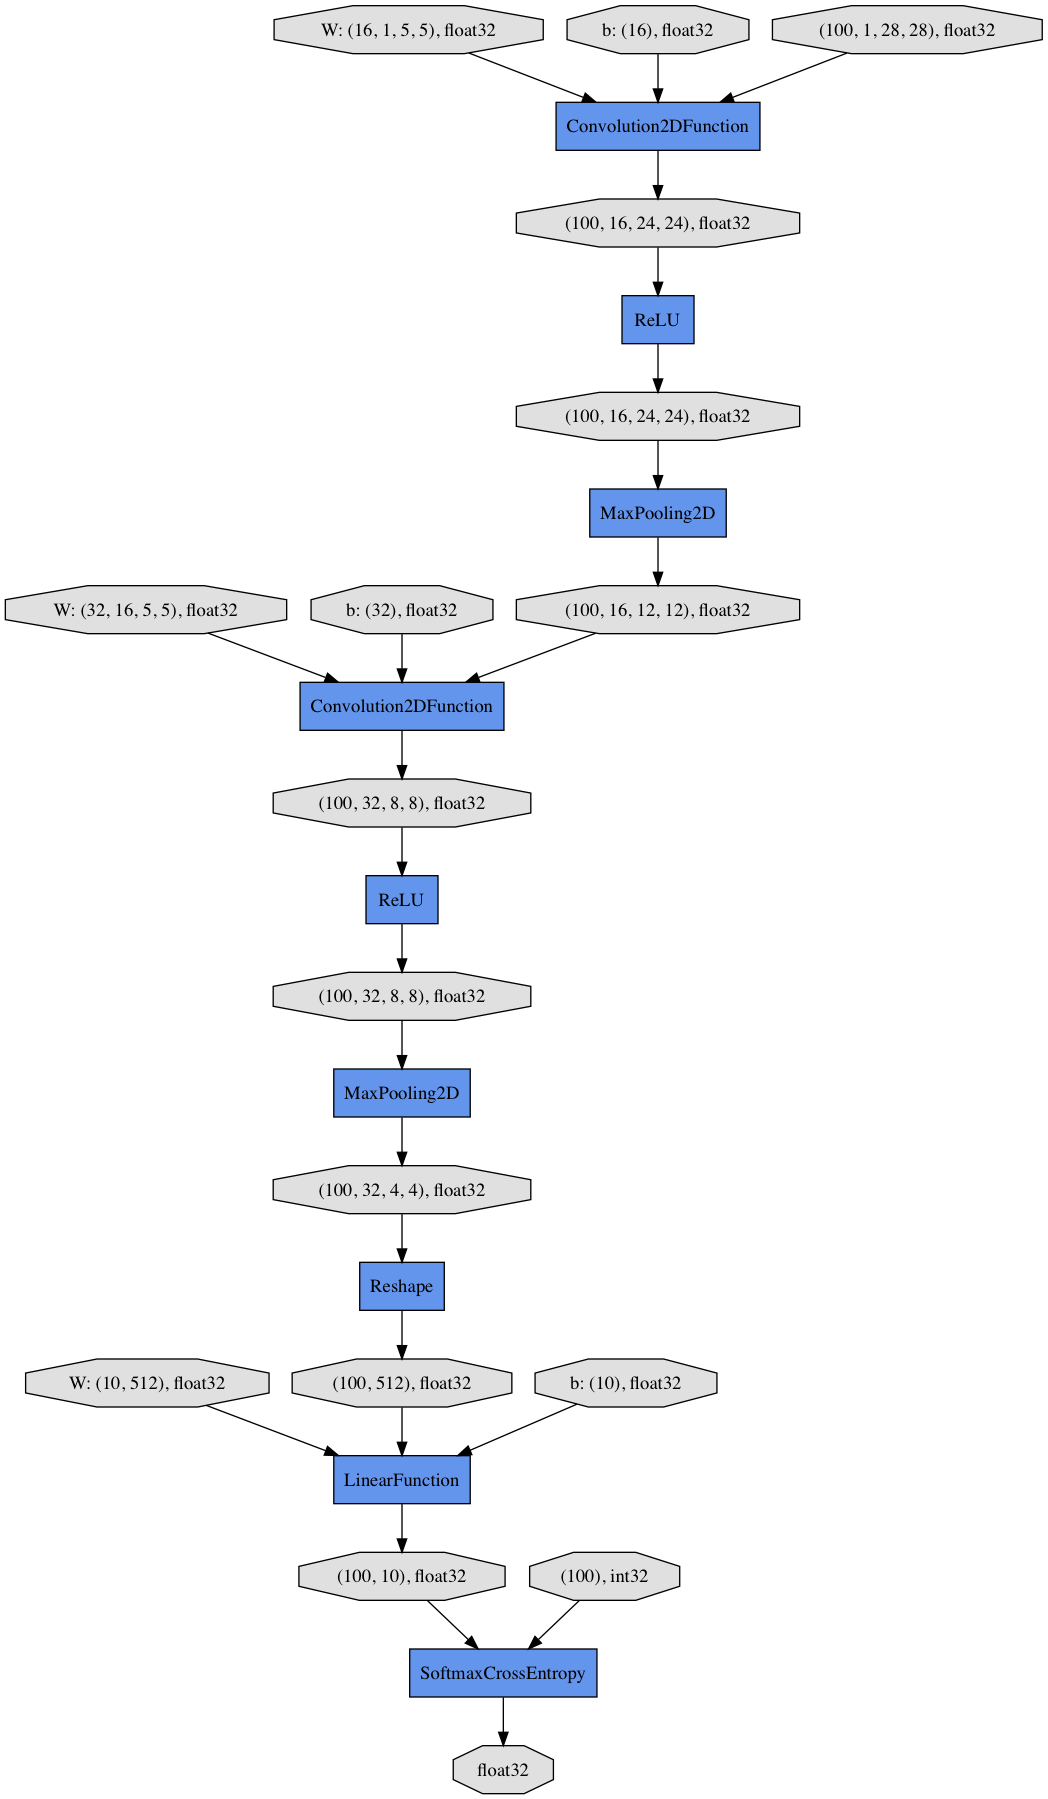 W: (16, 1, 5, 5), float32
b: (16), float32
(100, 1, 28, 28), float32
Convolution2DFunction
(100, 16, 24, 24), float32
ReLU
(100, 16, 24, 24), float32
MaxPooling2D
W: (32, 16, 5, 5), float32
b: (32), float32
(100, 16, 12, 12), float32
Convolution2DFunction
(100, 32, 8, 8), float32
ReLU
(100, 32, 8, 8), float32
MaxPooling2D
(100, 32, 4, 4), float32
Reshape
W: (10, 512), float32
(100, 512), float32
b: (10), float32
LinearFunction
(100, 10), float32
(100), int32
SoftmaxCrossEntropy
float32